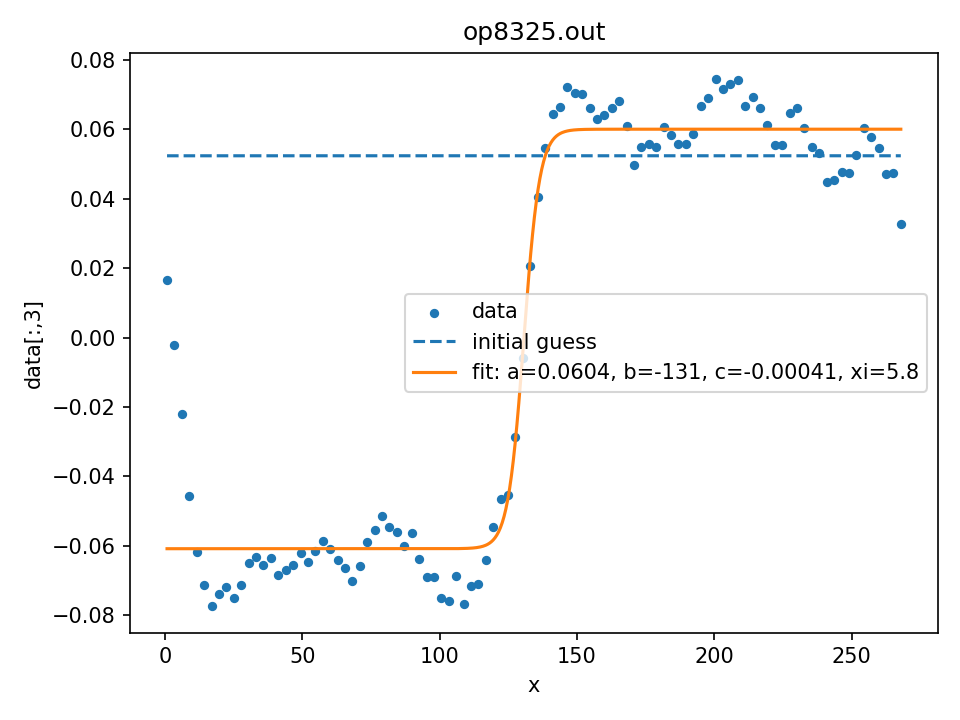 op8325.out
0.08
0.06
0.04
0.02
0.00
−0.02
−0.04
−0.06
−0.08
data[:,3]
data
initial guess
fit: a=0.0604, b=-131, c=-0.00041, xi=5.8
0 50 100 150 200 250
x